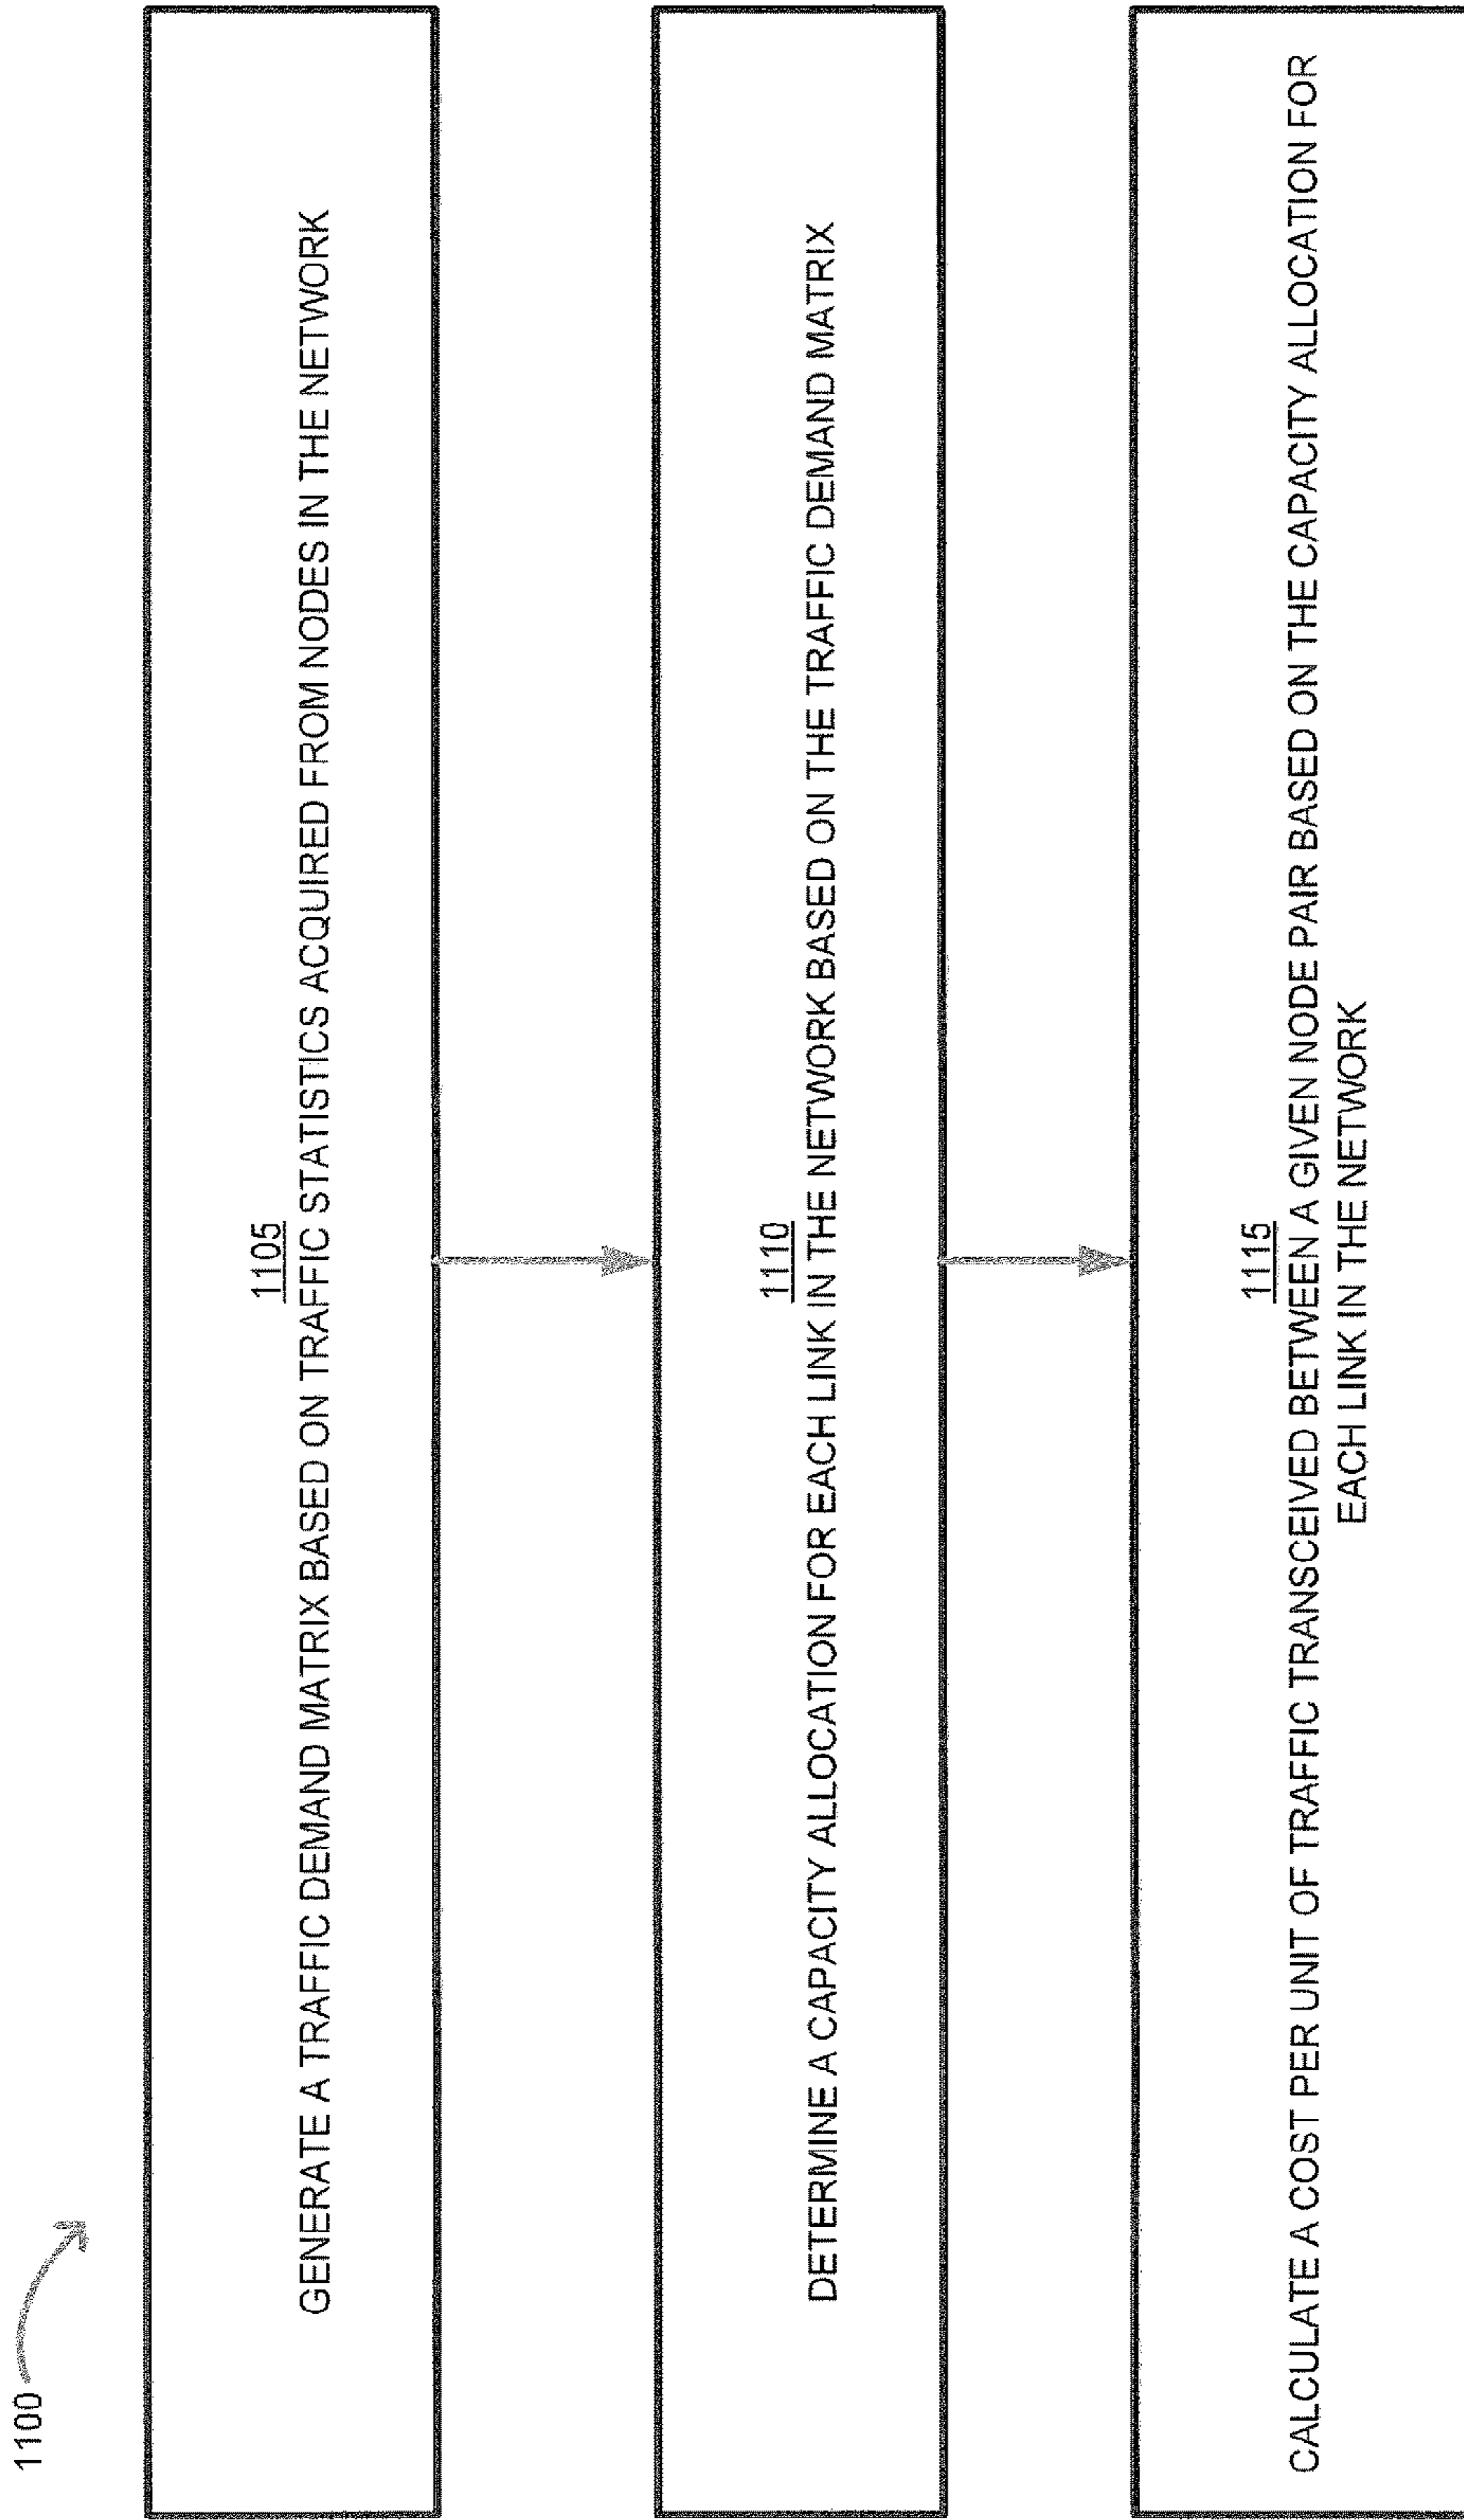 1100
1105
GENERATE A TRAFFIC DEMAND MATRIX BASED ON TRAFFIC STATISTICS ACQUIRED FROM NODES IN THE NETWORK
1110
DETERMINE A CAPACITY ALLOCATION FOR EACH LINK IN THE NETWORK BASED ON THE TRAFFIC DEMAND MATRIX
1115
CALCULATE A COST PER UNIT OF TRAFFIC TRANSCEIVED BETWEEN A GIVEN NODE PAIR BASED ON THE CAPACITY ALLOCATION FOR
EACH LINK IN THE NETWORK